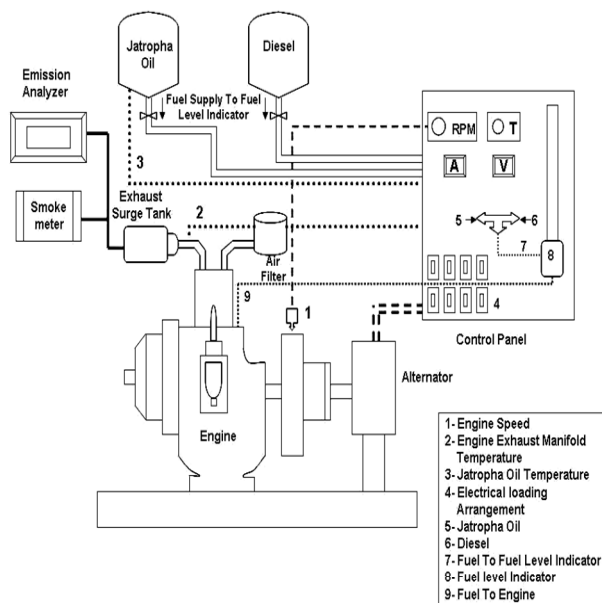 Jatropha
Oil
Diesel
Emission
Analyzer
Fuel Supply To Fuel
Level Indicator
RPM
T
A
V
3
Smoke
meter
Exhaust
Surge Tank
2
Air
Filter
5
6
7
8
9
1
4
Control Panel
Alternator
Engine
1- Engine Speed
2- Engine Exhaust Manifold
Temperature
3- Jatropha Oil Temperature
4- Electrical loading
Arrangement
5- Jatropha Oil
6- Diesel
7- Fuel To Fuel Level Indicator
8- Fuel level Indicator
9- Fuel To Engine